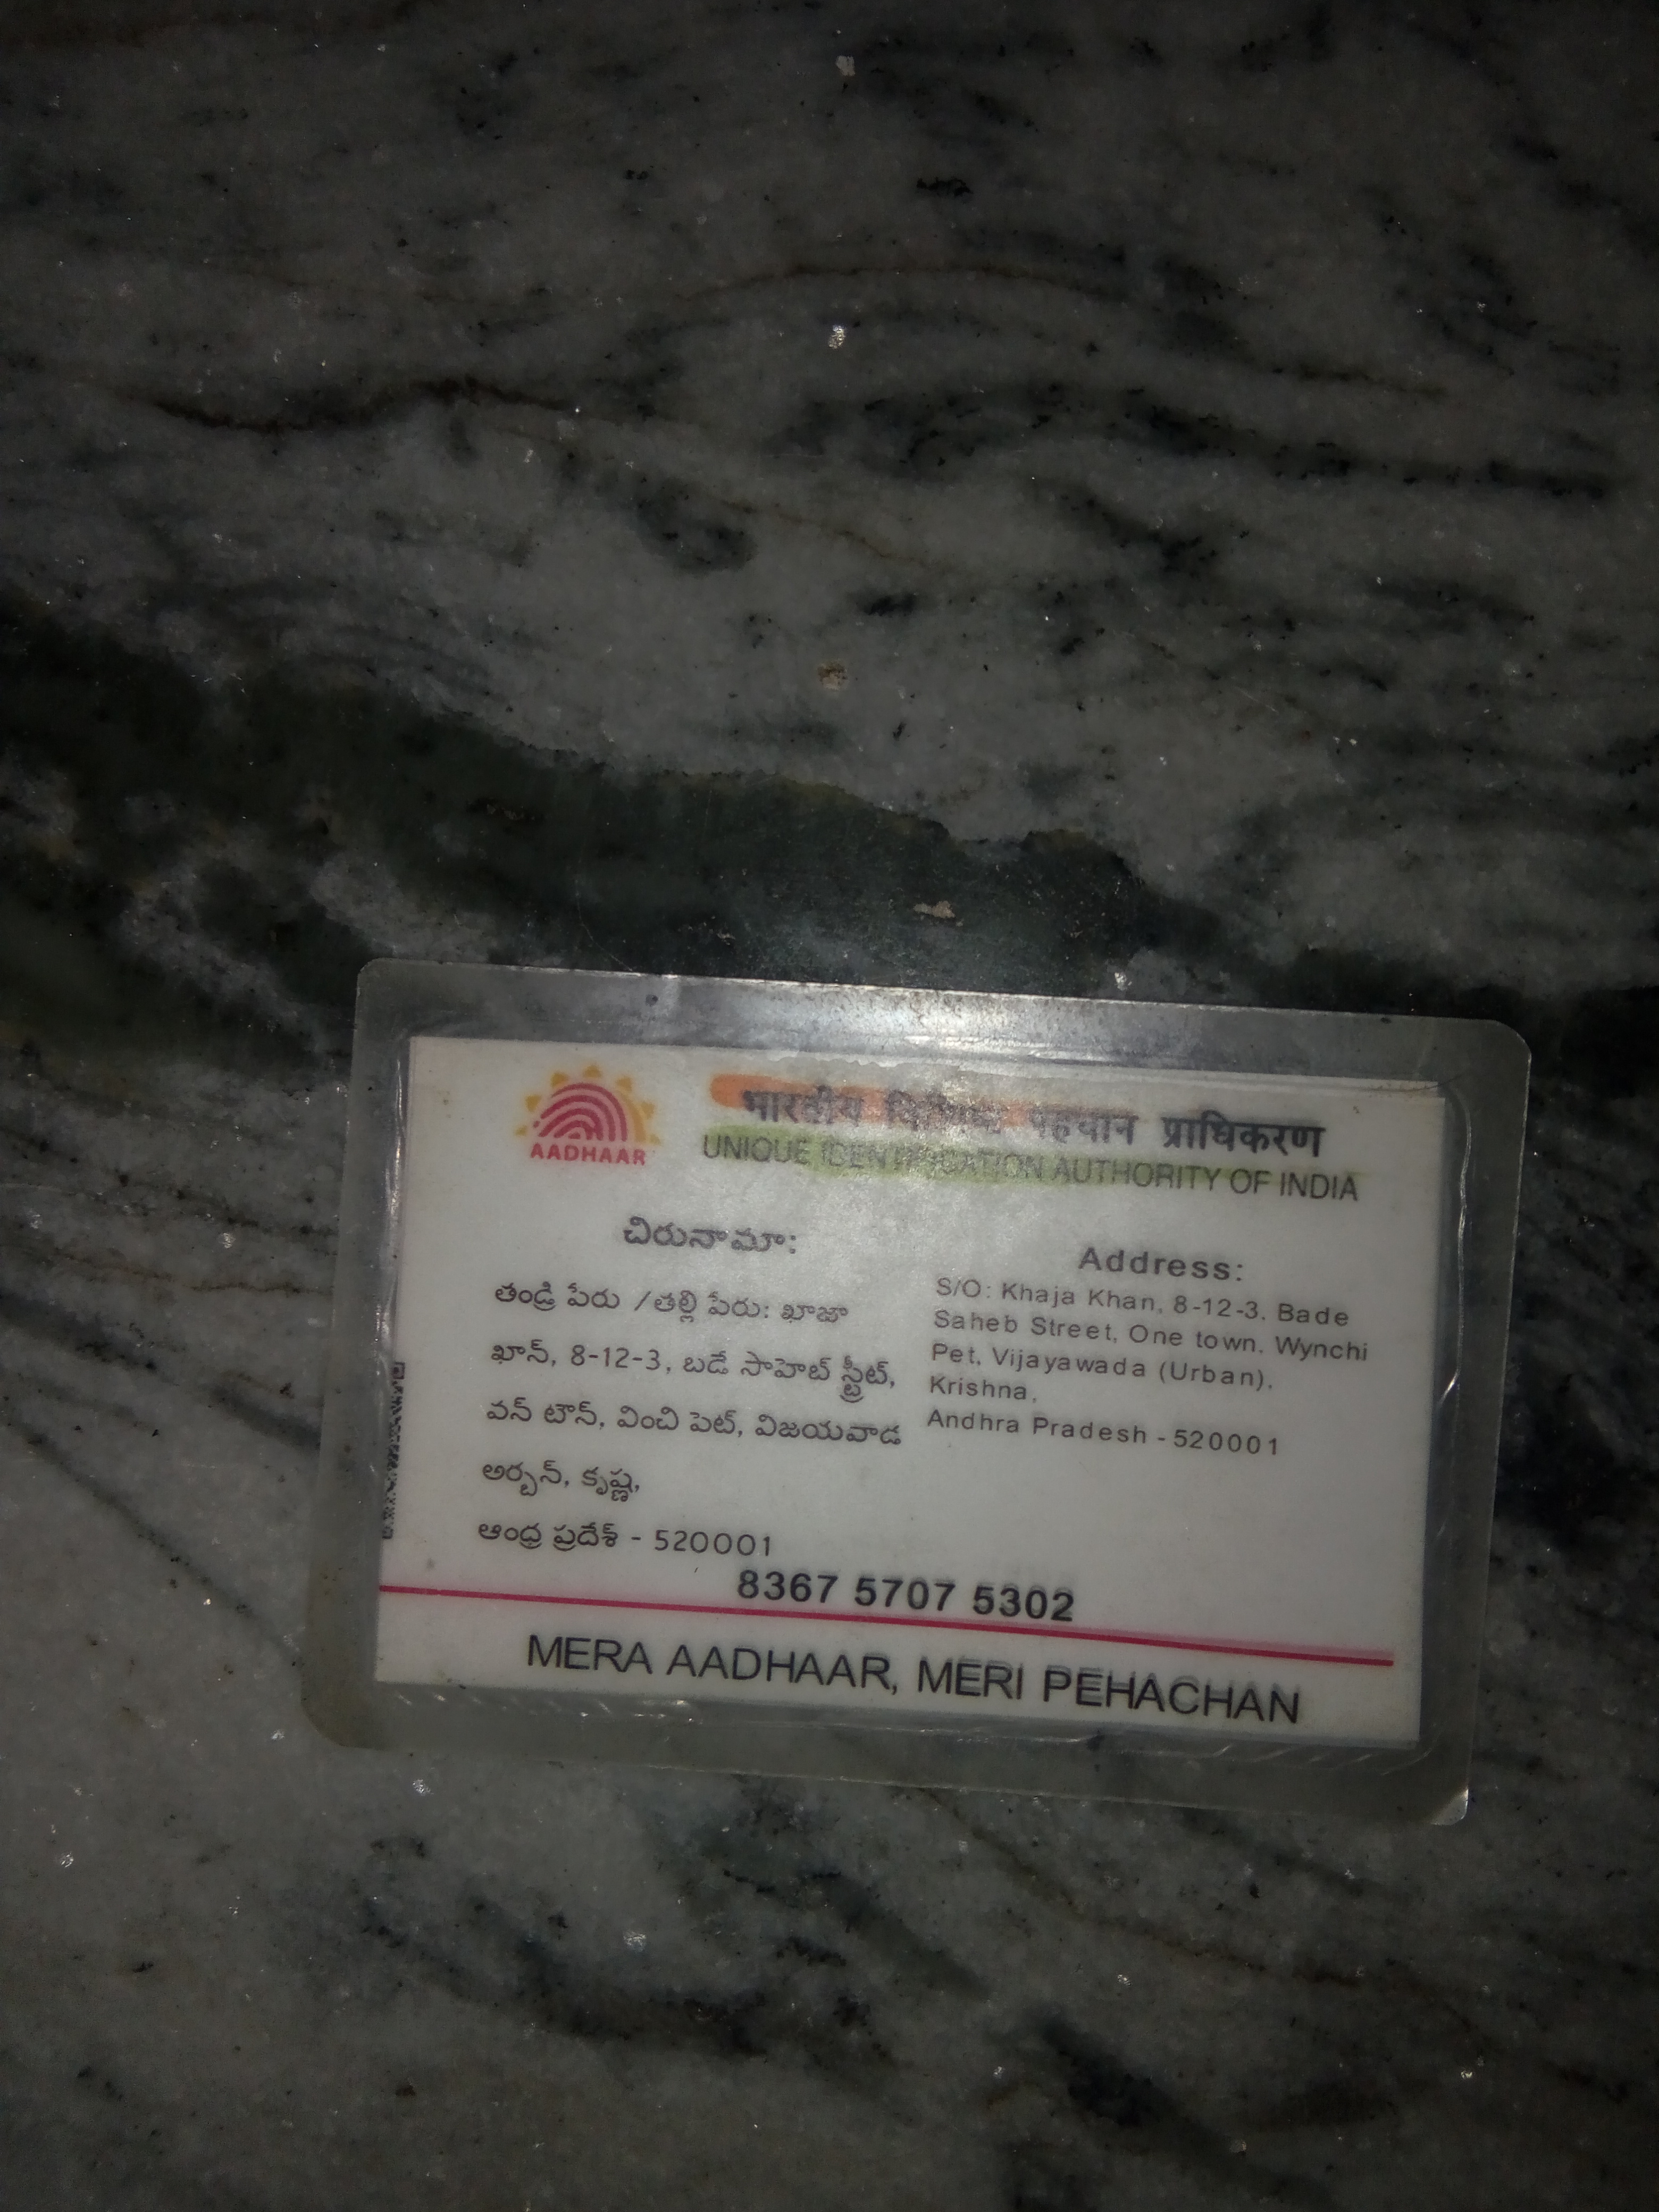 AADHAAR
भारतीय विशिष्ट पहचान प्राधिकरण
UNIQUE IDENTIFICATION AUTHORITY OF INDIA
చిరునామా:
తండ్రి పేరు /తల్లి పేరు: ఖాజా
ఖాన్, 8-12-3, బడే సాహెబ్ స్ట్రీట్,
వన్ టౌన్, వించి పెట్, విజయవాడ
అర్బన్, కృష్ణ,
ఆంధ్ర ప్రదేశ్ - 520001
Address:
S/O: Khaja Khan, 8-12-3, Bade
Saheb Street, One town, Wynchi
Pet, Vijayawada (Urban),
Krishna,
Andhra Pradesh - 520001
8367 5707 5302
MERA AADHAAR, MERI PEHACHAN